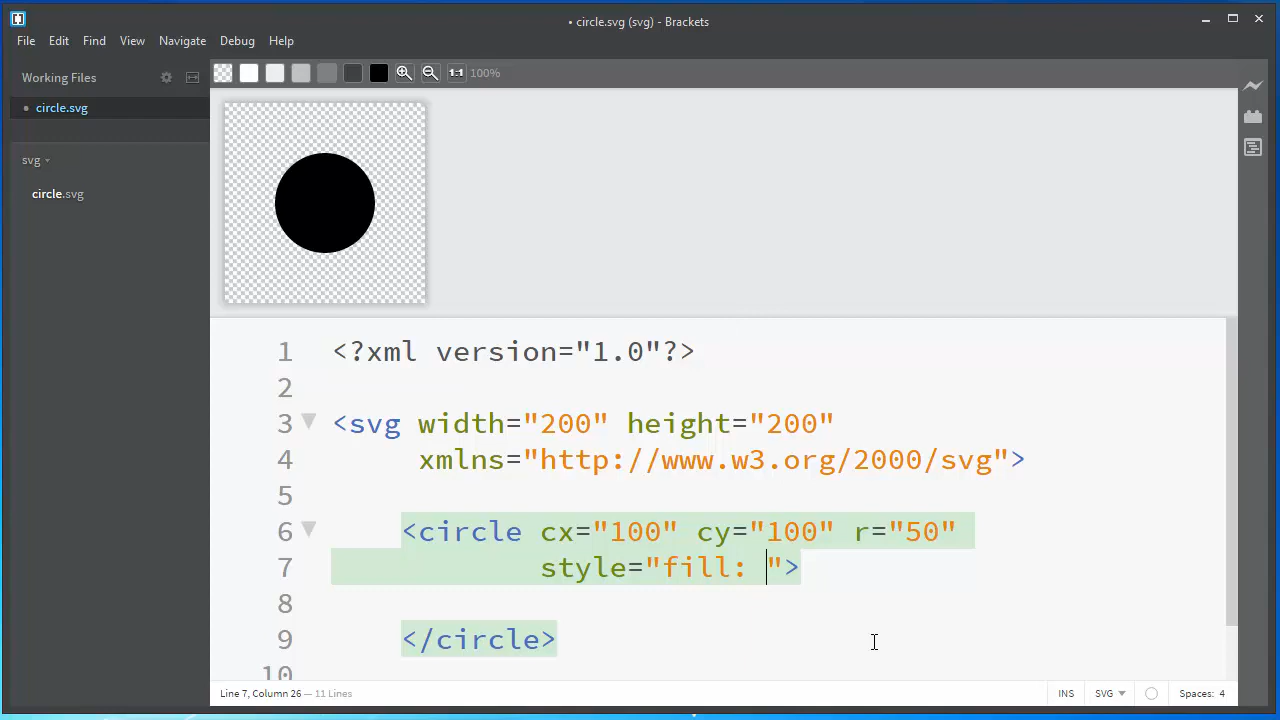 • circle.svg (svg) - Brackets
File Edit Find View Navigate Debug Help
Working Files
• circle.svg
svg
circle.svg
1:1 100%
1 <?xml version="1.0"?>
2
3 <svg width="200" height="200"
4 xmlns="http://www.w3.org/2000/svg">
5
6 <circle cx="100" cy="100" r="50"
7 style="fill: ">
8
9 </circle>
10
Line 7, Column 26 — 11 Lines
INS SVG Spaces: 4